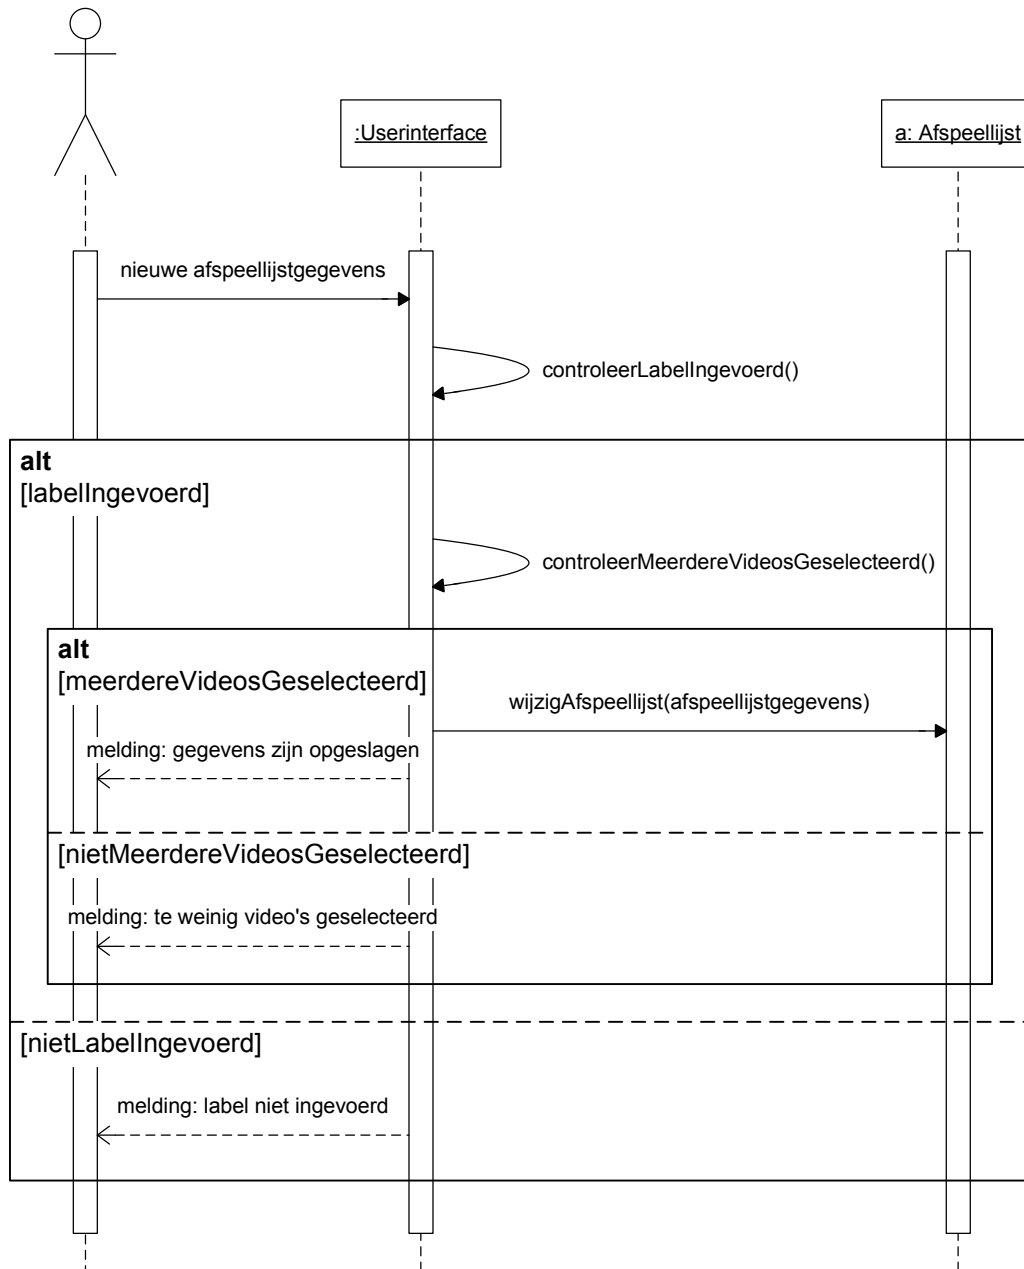 :Userinterface
a: Afspeellijst
nieuwe afspeellijstgegevens
controleerLabelIngevoerd()
alt
[labelIngevoerd]
controleerMeerdereVideosGeselecteerd()
alt
[meerdereVideosGeselecteerd]
wijzigAfspeellijst(afspeellijstgegevens)
melding: gegevens zijn opgeslagen
[nietMeerdereVideosGeselecteerd]
melding: te weinig video's geselecteerd
[nietLabelIngevoerd]
melding: label niet ingevoerd